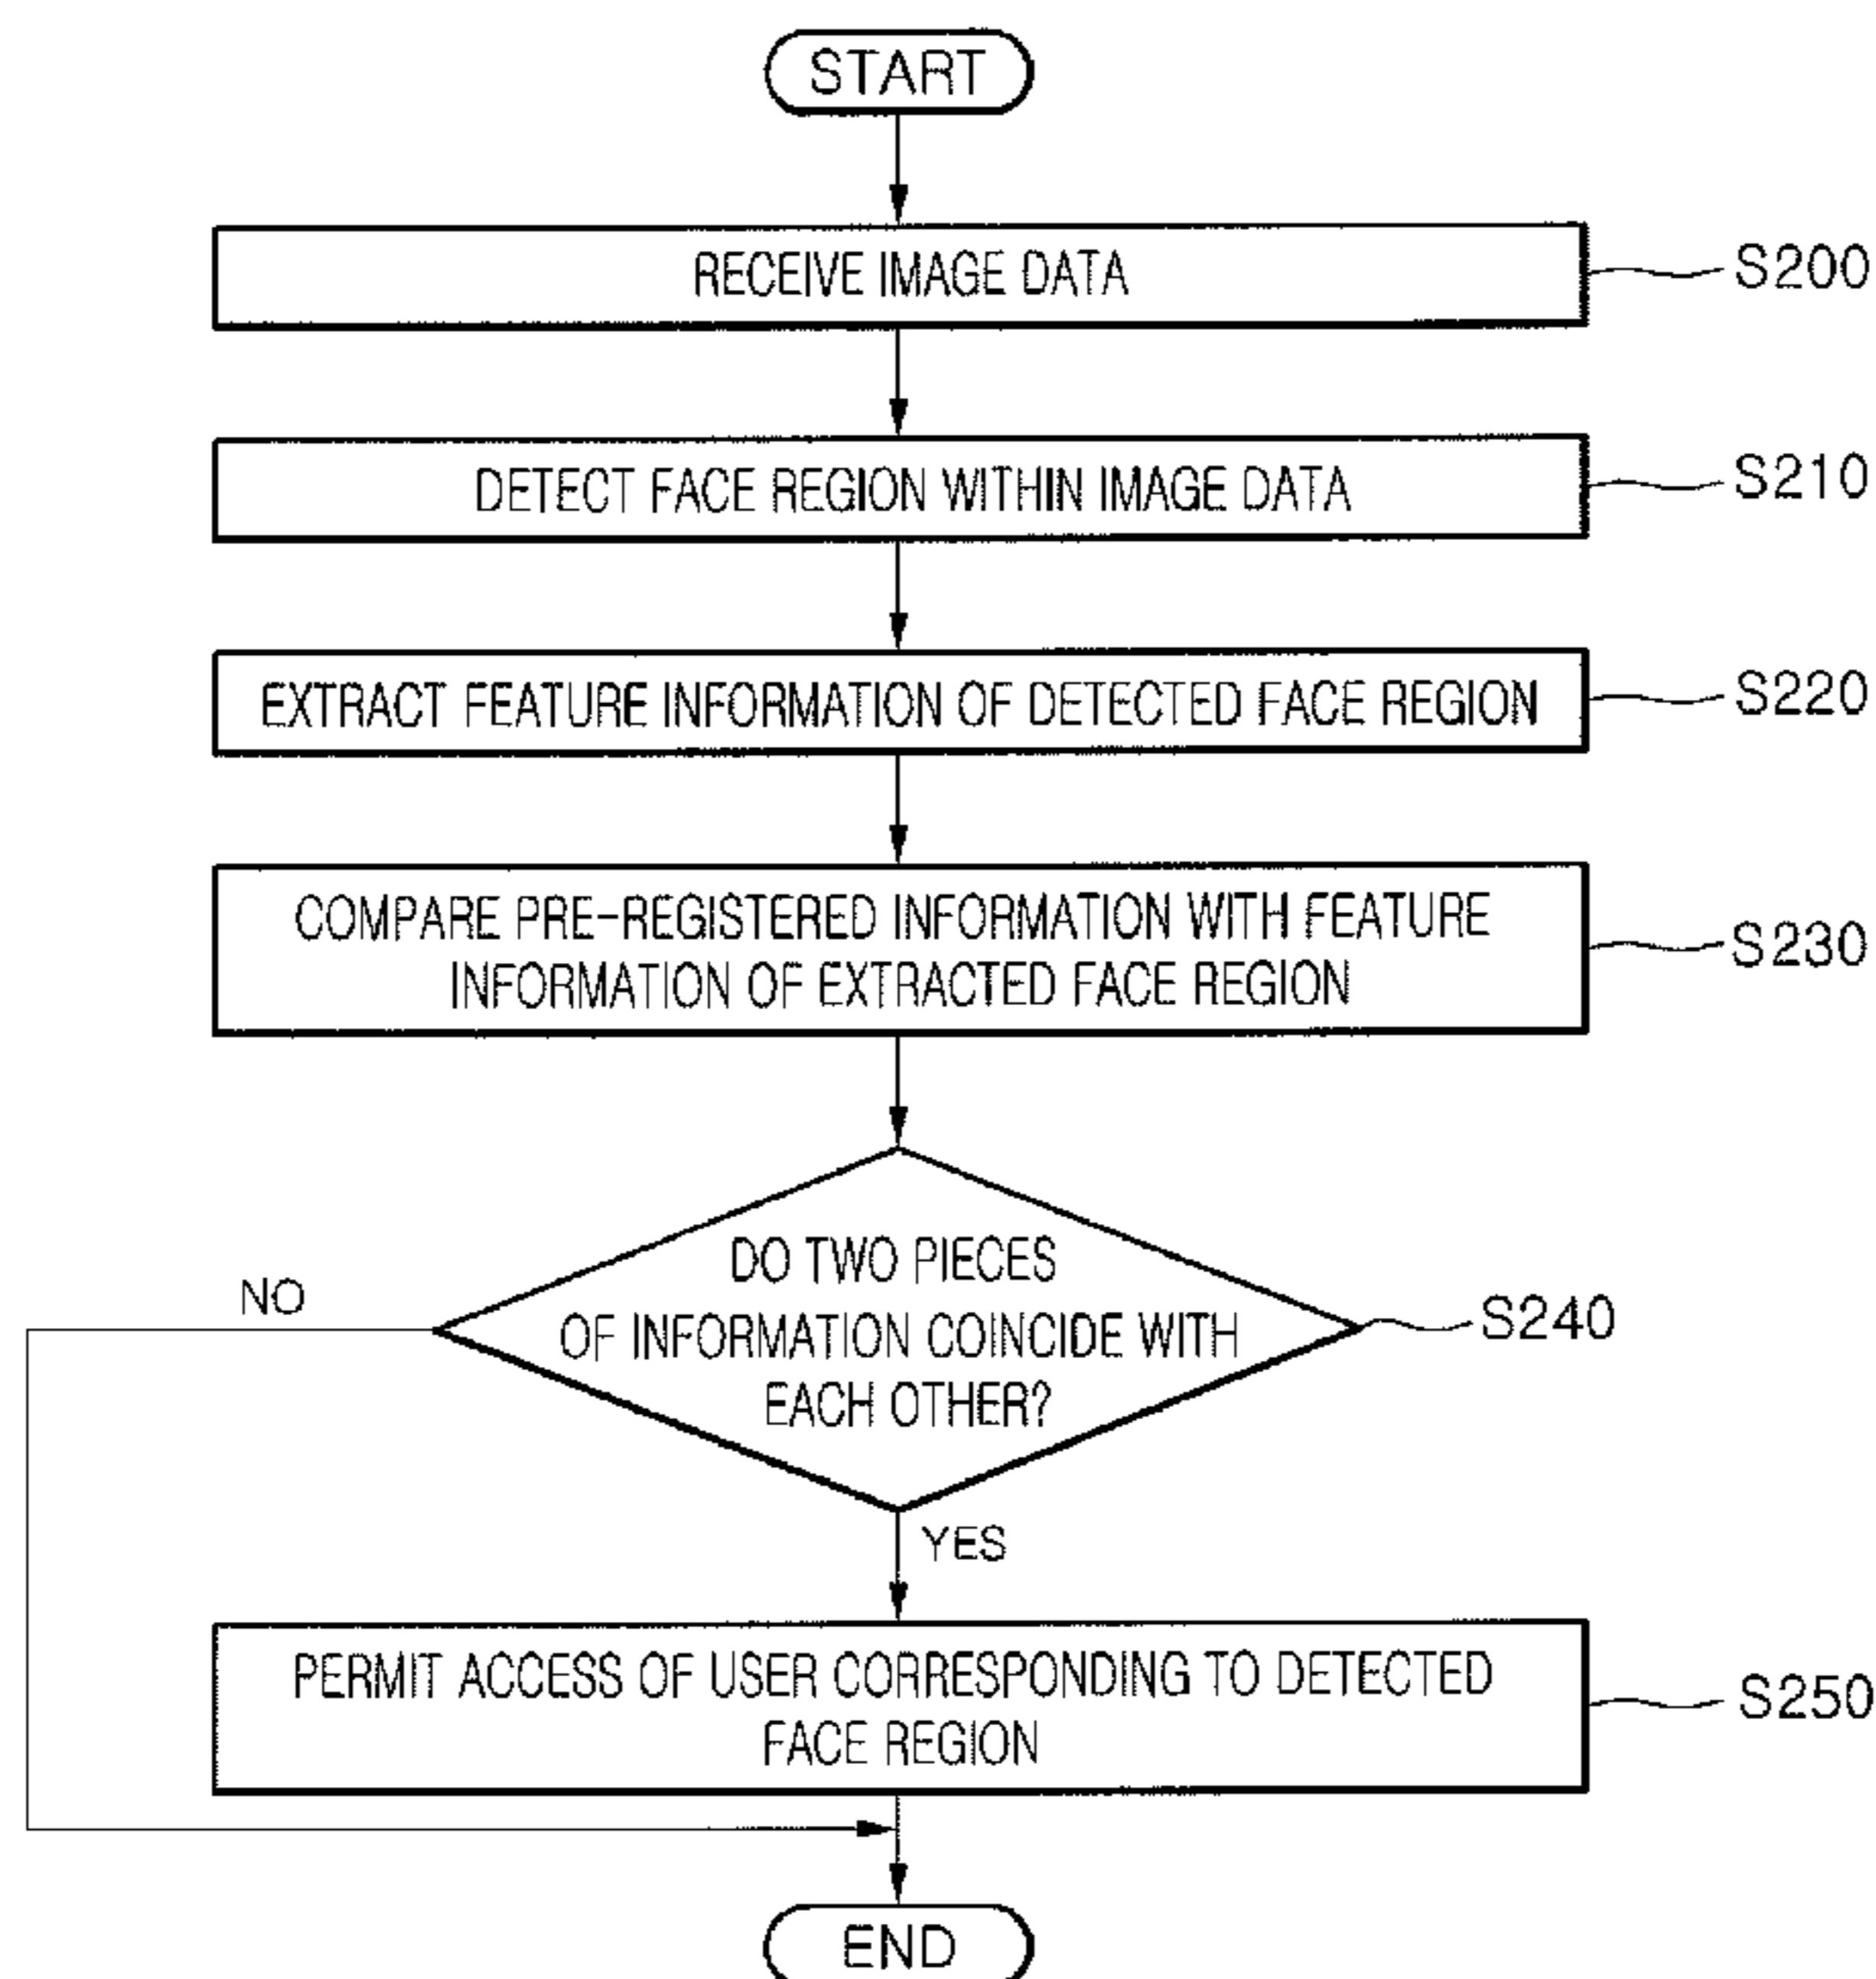 START
RECEIVE IMAGE DATA
S200
DETECT FACE REGION WITHIN IMAGE DATA
S210
EXTRACT FEATURE INFORMATION OF DETECTED FACE REGION
S220
COMPARE PRE-REGISTERED INFORMATION WITH FEATURE
INFORMATION OF EXTRACTED FACE REGION
S230
DO TWO PIECES
OF INFORMATION COINCIDE WITH
EACH OTHER?
S240
NO
YES
PERMIT ACCESS OF USER CORRESPONDING TO DETECTED
FACE REGION
S250
END